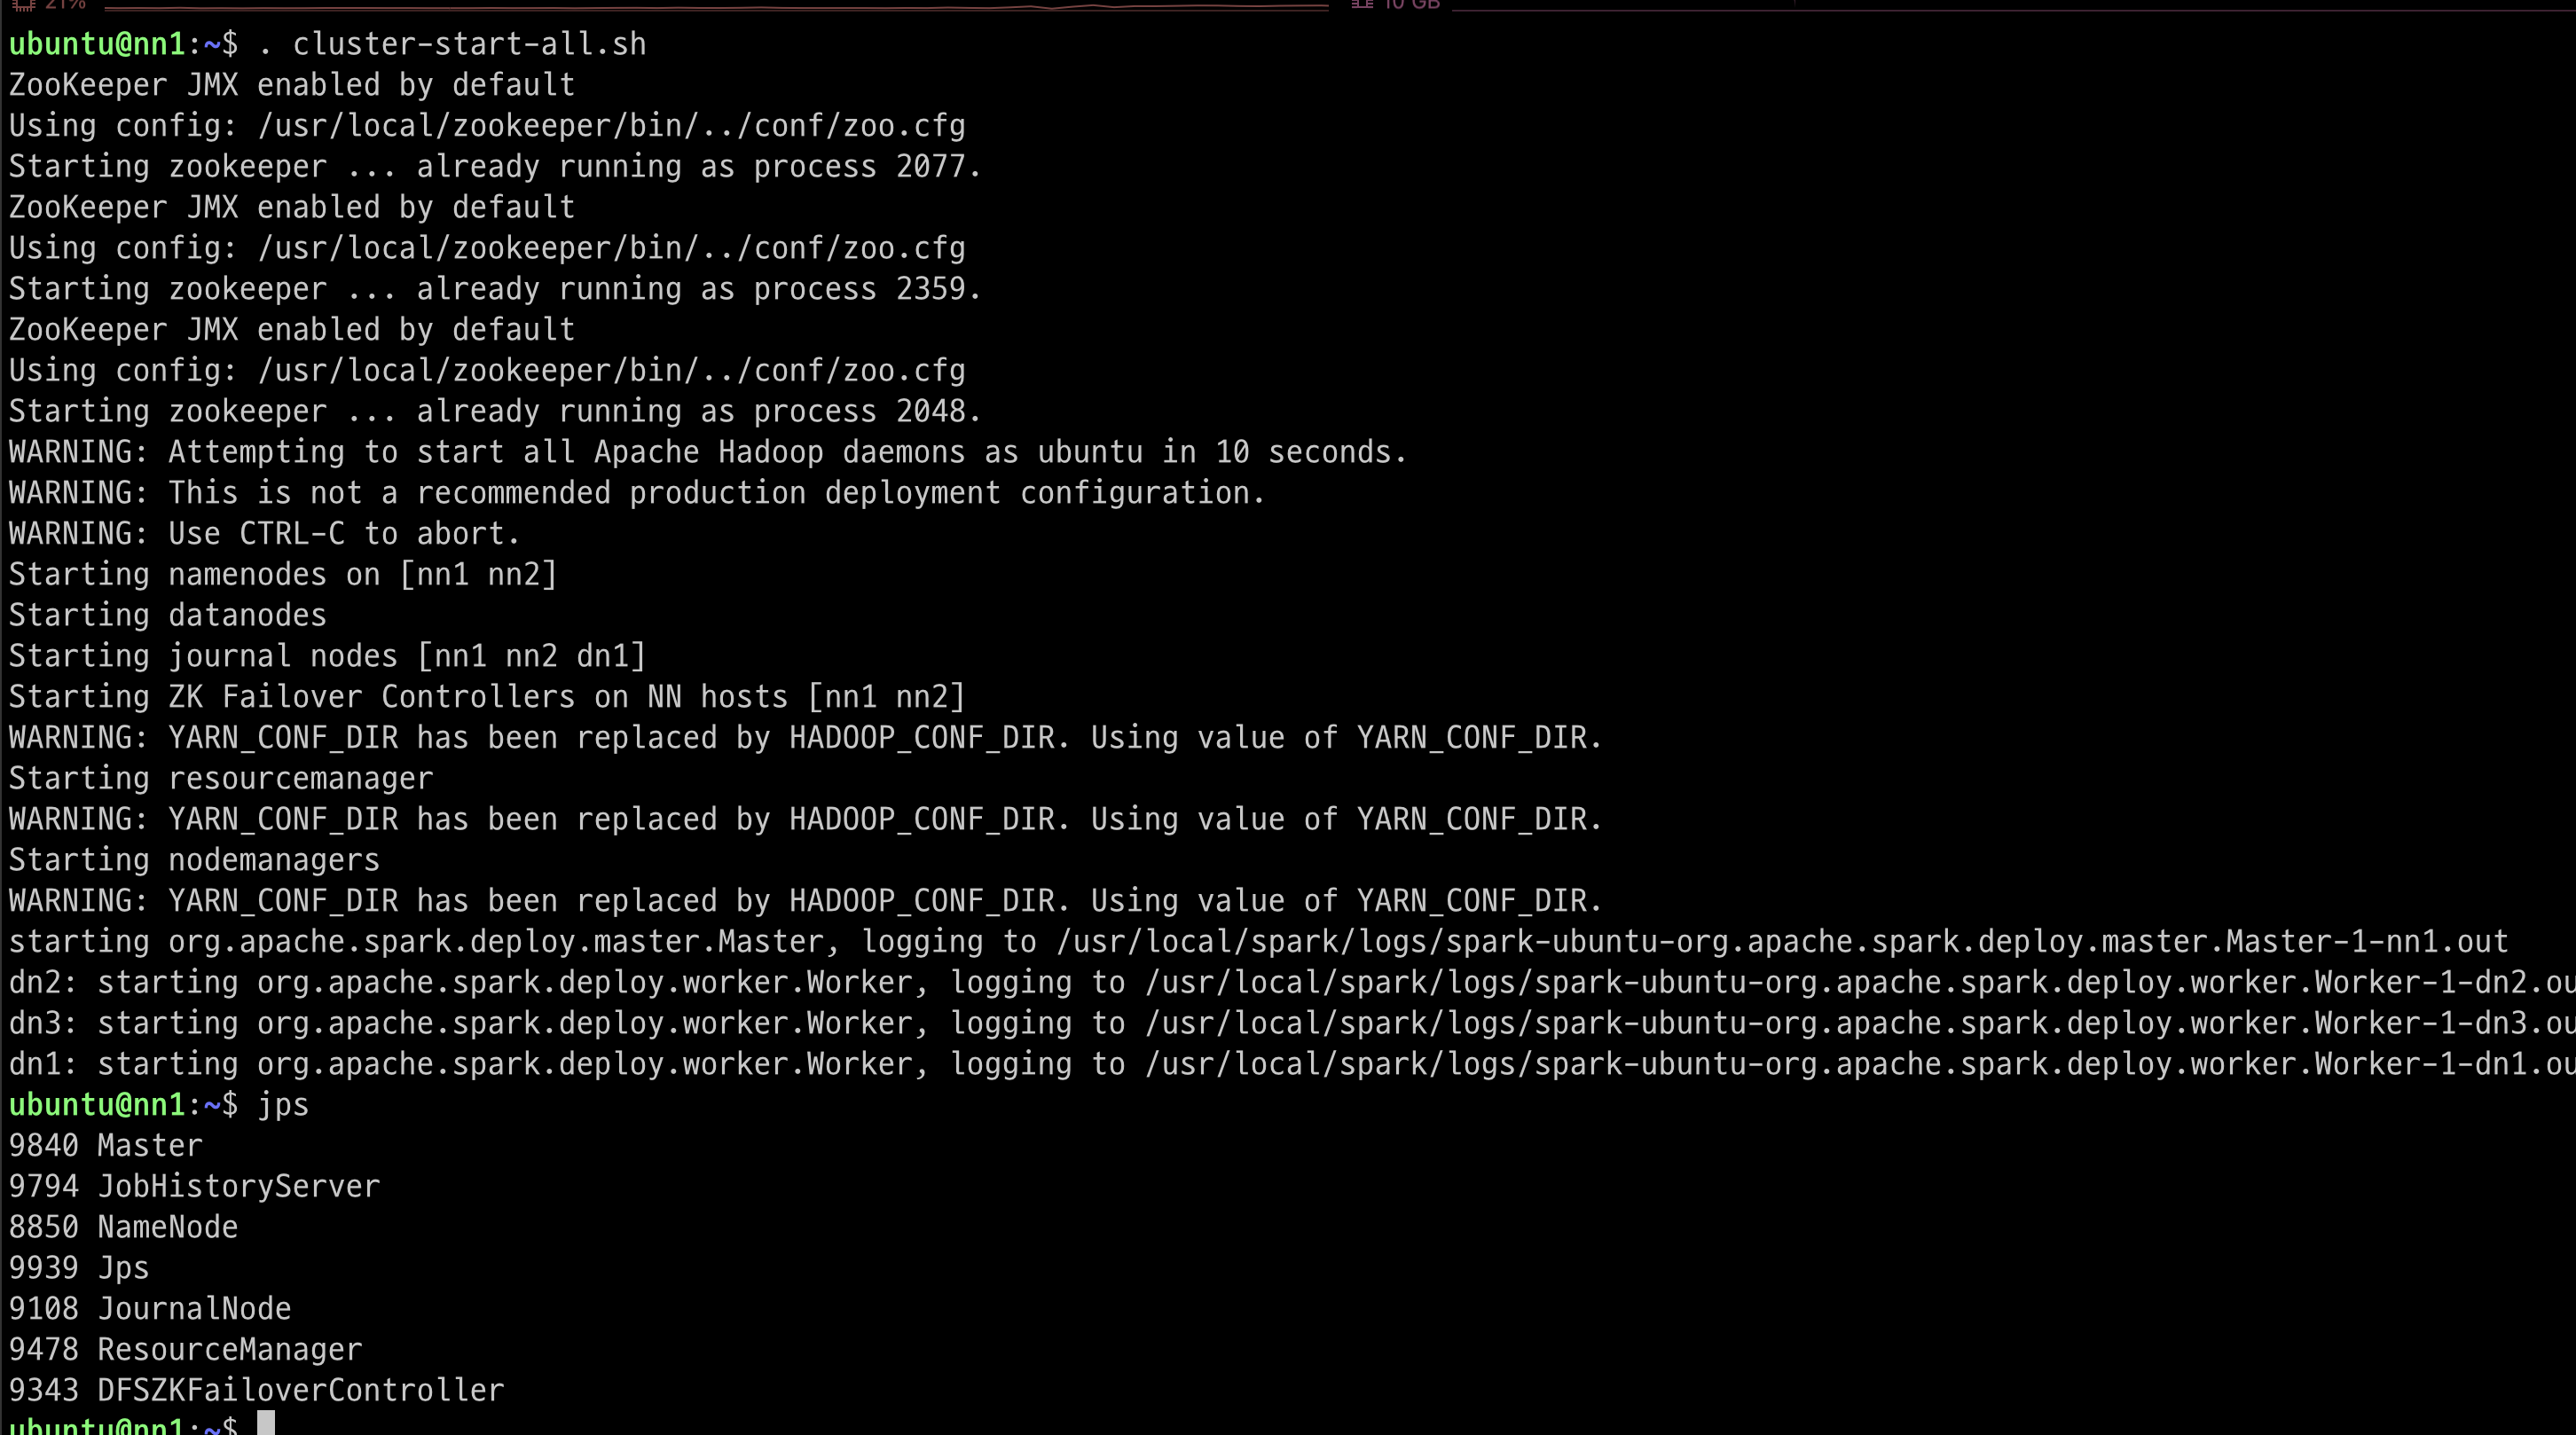 21%
10 GB
ubuntu@nn1:~$ . cluster-start-all.sh
ZooKeeper JMX enabled by default
Using config: /usr/local/zookeeper/bin/../conf/zoo.cfg
Starting zookeeper ... already running as process 2077.
ZooKeeper JMX enabled by default
Using config: /usr/local/zookeeper/bin/../conf/zoo.cfg
Starting zookeeper ... already running as process 2359.
ZooKeeper JMX enabled by default
Using config: /usr/local/zookeeper/bin/../conf/zoo.cfg
Starting zookeeper ... already running as process 2048.
WARNING: Attempting to start all Apache Hadoop daemons as ubuntu in 10 seconds.
WARNING: This is not a recommended production deployment configuration.
WARNING: Use CTRL-C to abort.
Starting namenodes on [nn1 nn2]
Starting datanodes
Starting journal nodes [nn1 nn2 dn1]
Starting ZK Failover Controllers on NN hosts [nn1 nn2]
WARNING: YARN_CONF_DIR has been replaced by HADOOP_CONF_DIR. Using value of YARN_CONF_DIR.
Starting resourcemanager
WARNING: YARN_CONF_DIR has been replaced by HADOOP_CONF_DIR. Using value of YARN_CONF_DIR.
Starting nodemanagers
WARNING: YARN_CONF_DIR has been replaced by HADOOP_CONF_DIR. Using value of YARN_CONF_DIR.
starting org.apache.spark.deploy.master.Master, logging to /usr/local/spark/logs/spark-ubuntu-org.apache.spark.deploy.master.Master-1-nn1.out
dn2: starting org.apache.spark.deploy.worker.Worker, logging to /usr/local/spark/logs/spark-ubuntu-org.apache.spark.deploy.worker.Worker-1-dn2.ou
dn3: starting org.apache.spark.deploy.worker.Worker, logging to /usr/local/spark/logs/spark-ubuntu-org.apache.spark.deploy.worker.Worker-1-dn3.ou
dn1: starting org.apache.spark.deploy.worker.Worker, logging to /usr/local/spark/logs/spark-ubuntu-org.apache.spark.deploy.worker.Worker-1-dn1.ou
ubuntu@nn1:~$ jps
9840 Master
9794 JobHistoryServer
8850 NameNode
9939 Jps
9108 JournalNode
9478 ResourceManager
9343 DFSZKFailoverController
ubuntu@nn1:~$